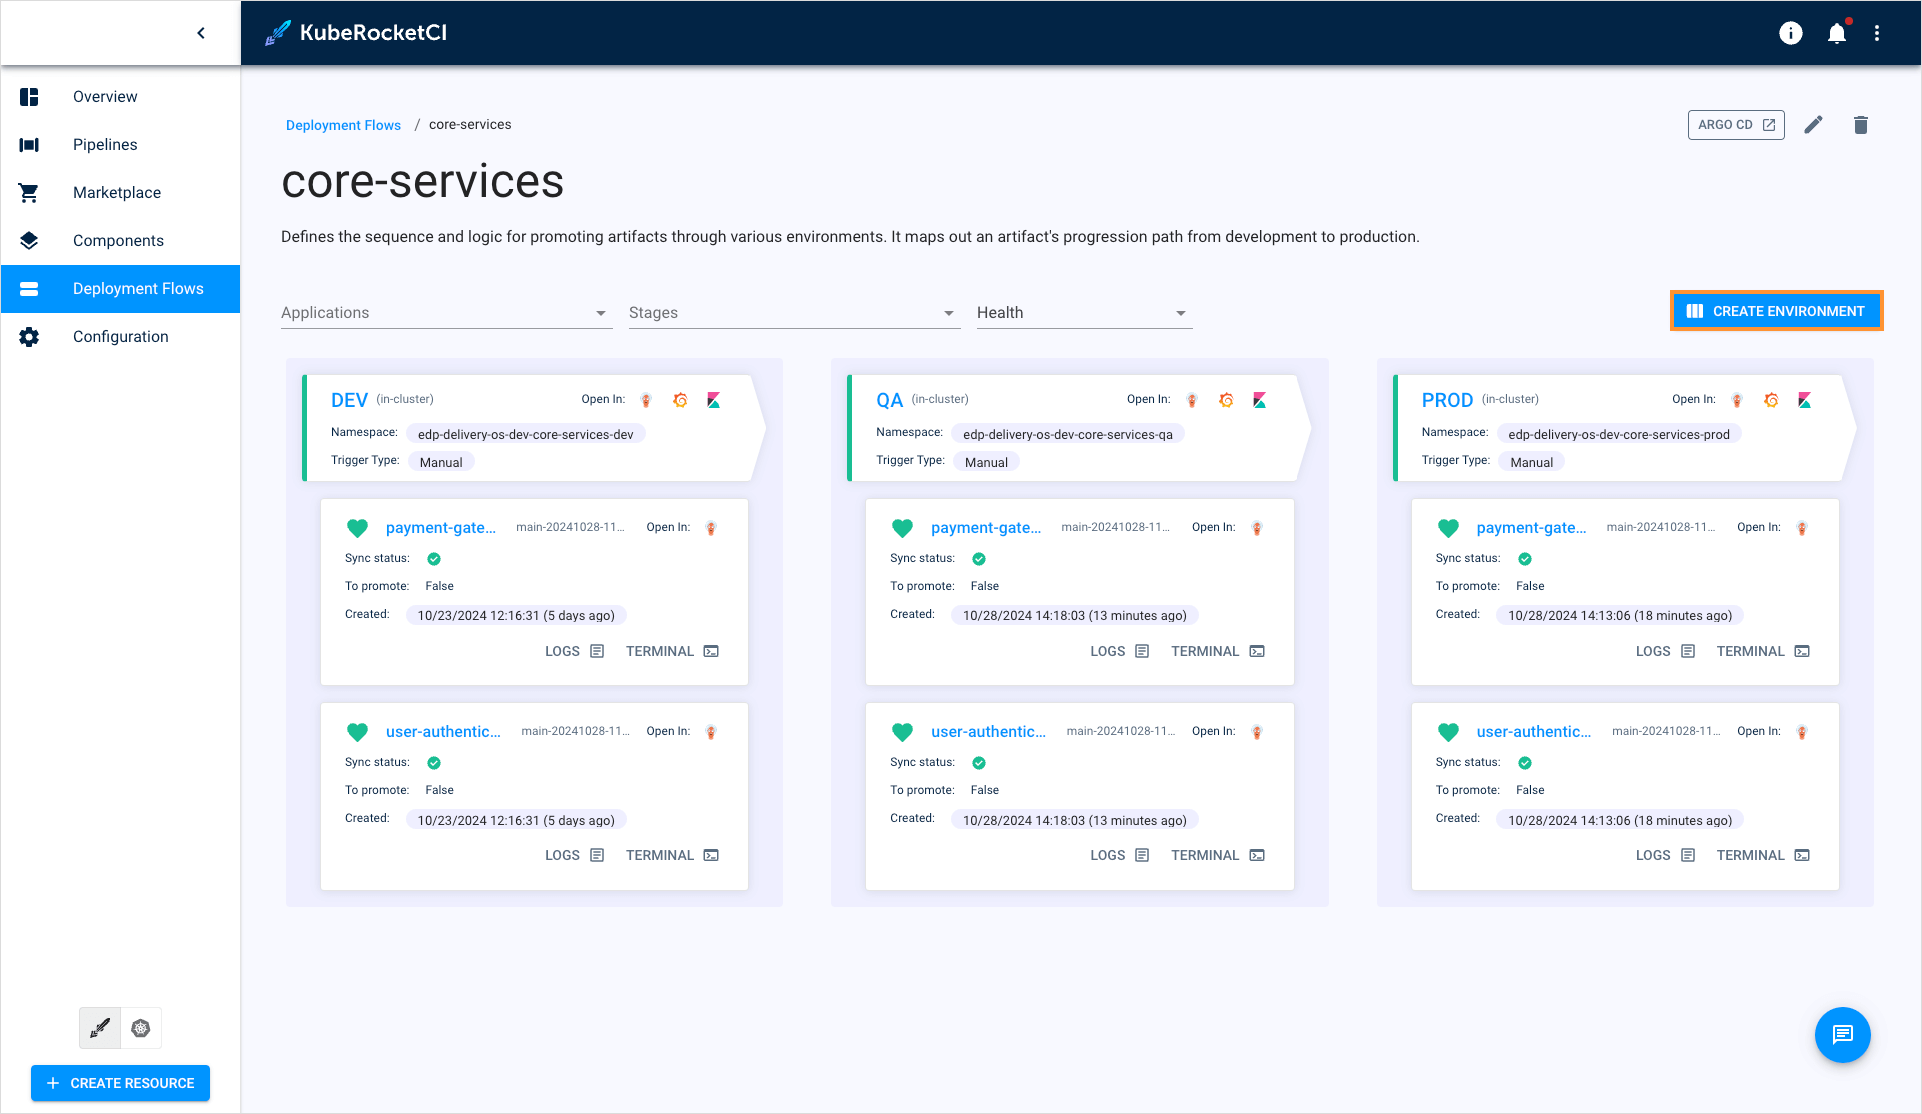 KubeRocketCI
Overview
Pipelines
Marketplace
Components
Deployment Flows
Configuration
CREATE RESOURCE
Deployment Flows / core-services
ARGO CD
core-services
Defines the sequence and logic for promoting artifacts through various environments. It maps out an artifact's progression path from development to production.
Applications
Stages
Health
CREATE ENVIRONMENT
DEV (in-cluster) Open In:
Namespace: edp-delivery-os-dev-core-services-dev
Trigger Type: Manual
payment-gate... main-20241028-11... Open In:
Sync status:
To promote: False
Created: 10/23/2024 12:16:31 (5 days ago)
LOGS TERMINAL
user-authentic... main-20241028-11... Open In:
Sync status:
To promote: False
Created: 10/23/2024 12:16:31 (5 days ago)
LOGS TERMINAL
QA (in-cluster) Open In:
Namespace: edp-delivery-os-dev-core-services-qa
Trigger Type: Manual
payment-gate... main-20241028-11... Open In:
Sync status:
To promote: False
Created: 10/28/2024 14:18:03 (13 minutes ago)
LOGS TERMINAL
user-authentic... main-20241028-11... Open In:
Sync status:
To promote: False
Created: 10/28/2024 14:18:03 (13 minutes ago)
LOGS TERMINAL
PROD (in-cluster) Open In:
Namespace: edp-delivery-os-dev-core-services-prod
Trigger Type: Manual
payment-gate... main-20241028-11... Open In:
Sync status:
To promote: False
Created: 10/28/2024 14:13:06 (18 minutes ago)
LOGS TERMINAL
user-authentic... main-20241028-11... Open In:
Sync status:
To promote: False
Created: 10/28/2024 14:13:06 (18 minutes ago)
LOGS TERMINAL